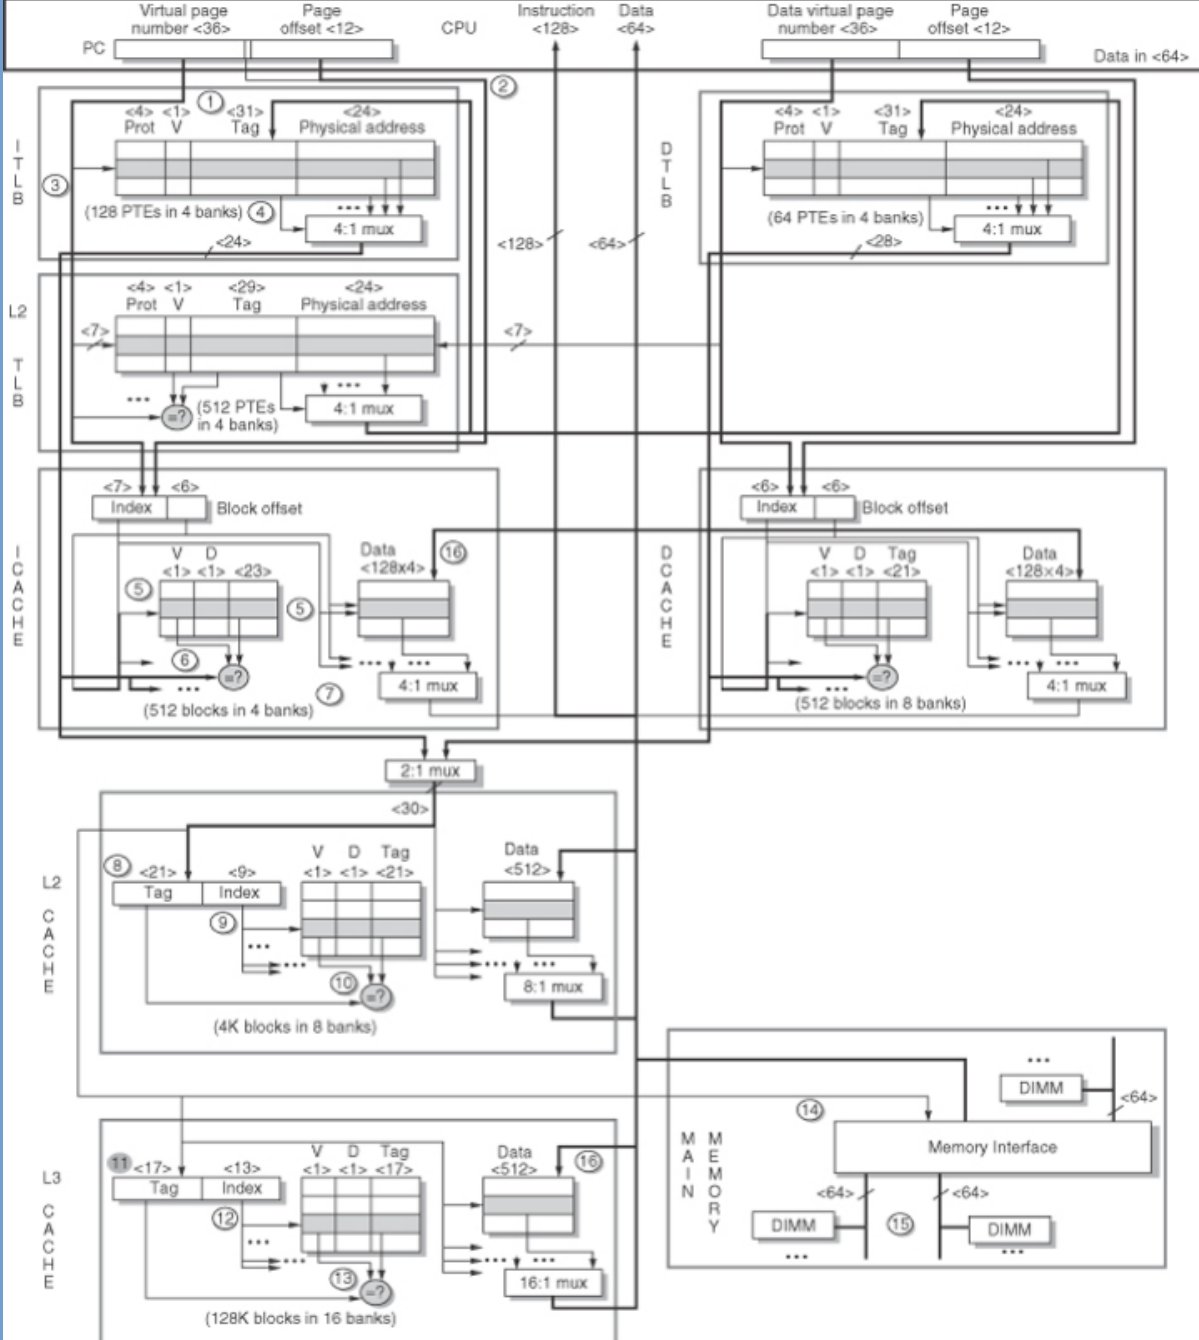 Virtual page
number <36>
Page
offset <12>
CPU
Instruction
<128>
Data
<64>
Data virtual page
number <36>
Page
offset <12>
PC
Data in <64>
1
2
I
T
L
B
<4> <1> <31> <24>
Prot V Tag Physical address
3
(128 PTEs in 4 banks) 4
...
4:1 mux
<24>
D
T
L
B
<4> <1> <31> <24>
Prot V Tag Physical address
(64 PTEs in 4 banks)
...
4:1 mux
<28>
<128>
<64>
L2
T
L
B
<4> <1> <29> <24>
Prot V Tag Physical address
<7>
<7>
...
=?
(512 PTEs
in 4 banks)
...
4:1 mux
I
C
A
C
H
E
<7> <6>
Index Block offset
V D
<1> <1> <23>
Data
<128x4>
16
5
5
6
=?
7
...
... ...
4:1 mux
(512 blocks in 4 banks)
D
C
A
C
H
E
<6> <6>
Index Block offset
V D Tag
<1> <1> <21>
Data
<128×4>
=?
...
... ...
4:1 mux
(512 blocks in 8 banks)
2:1 mux
<30>
L2
C
A
C
H
E
8
<21> <9>
Tag Index
V D Tag
<1> <1> <21>
Data
<512>
9
...
...
10
=?
... ...
8:1 mux
(4K blocks in 8 banks)
L3
C
A
C
H
E
11 <17> <13>
Tag Index
V D Tag
<1> <1> <17>
Data
<512>
16
12
...
...
13
=?
... ...
16:1 mux
(128K blocks in 16 banks)
M
A
I
N
M
E
M
O
R
Y
14
...
DIMM
<64>
Memory Interface
<64>
<64>
DIMM
15
DIMM
...
...